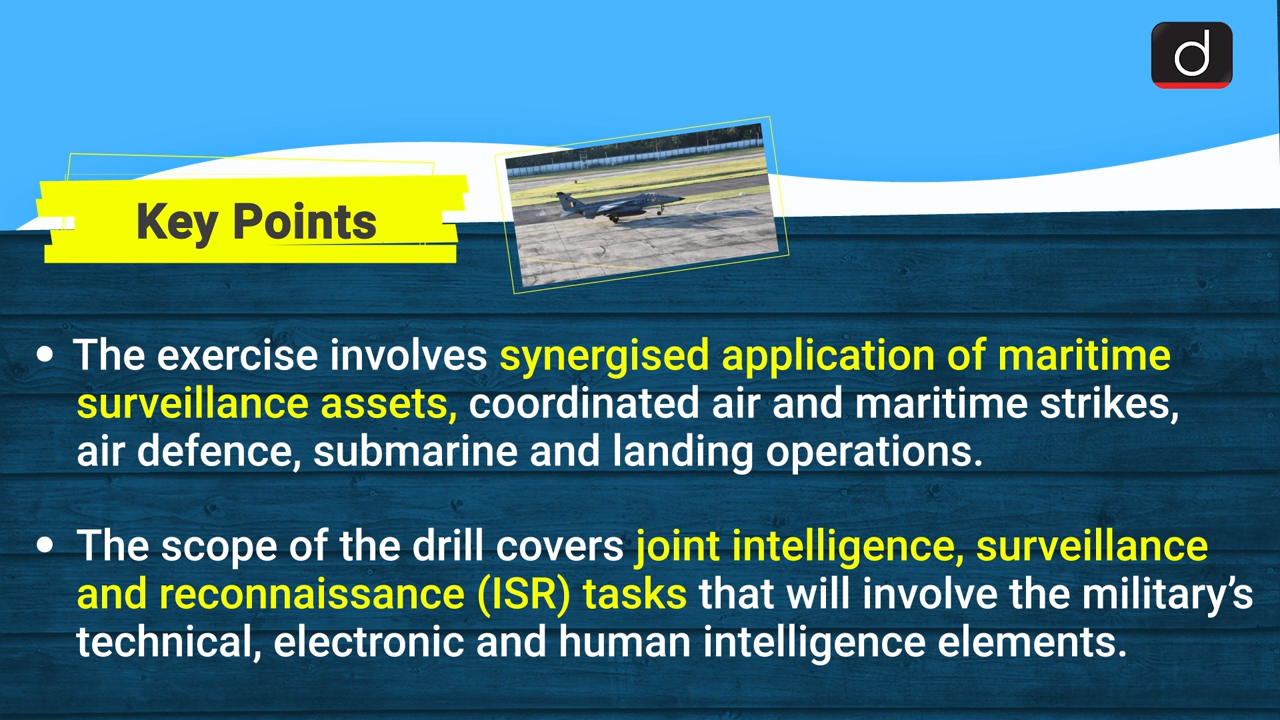 d
Key Points
• The exercise involves synergised application of maritime
surveillance assets, coordinated air and maritime strikes,
air defence, submarine and landing operations.
• The scope of the drill covers joint intelligence, surveillance
and reconnaissance (ISR) tasks that will involve the military’s
technical, electronic and human intelligence elements.